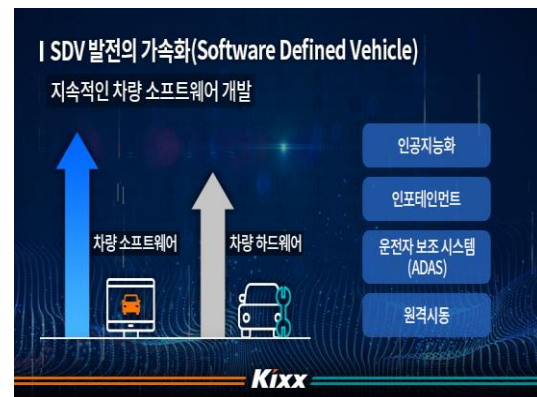 SDV 발전의 가속화(Software Defined Vehicle)
지속적인 차량 소프트웨어 개발
차량 소프트웨어
차량 하드웨어
인공지능화
인포테인먼트
운전자 보조 시스템
(ADAS)
원격시동
Kixx